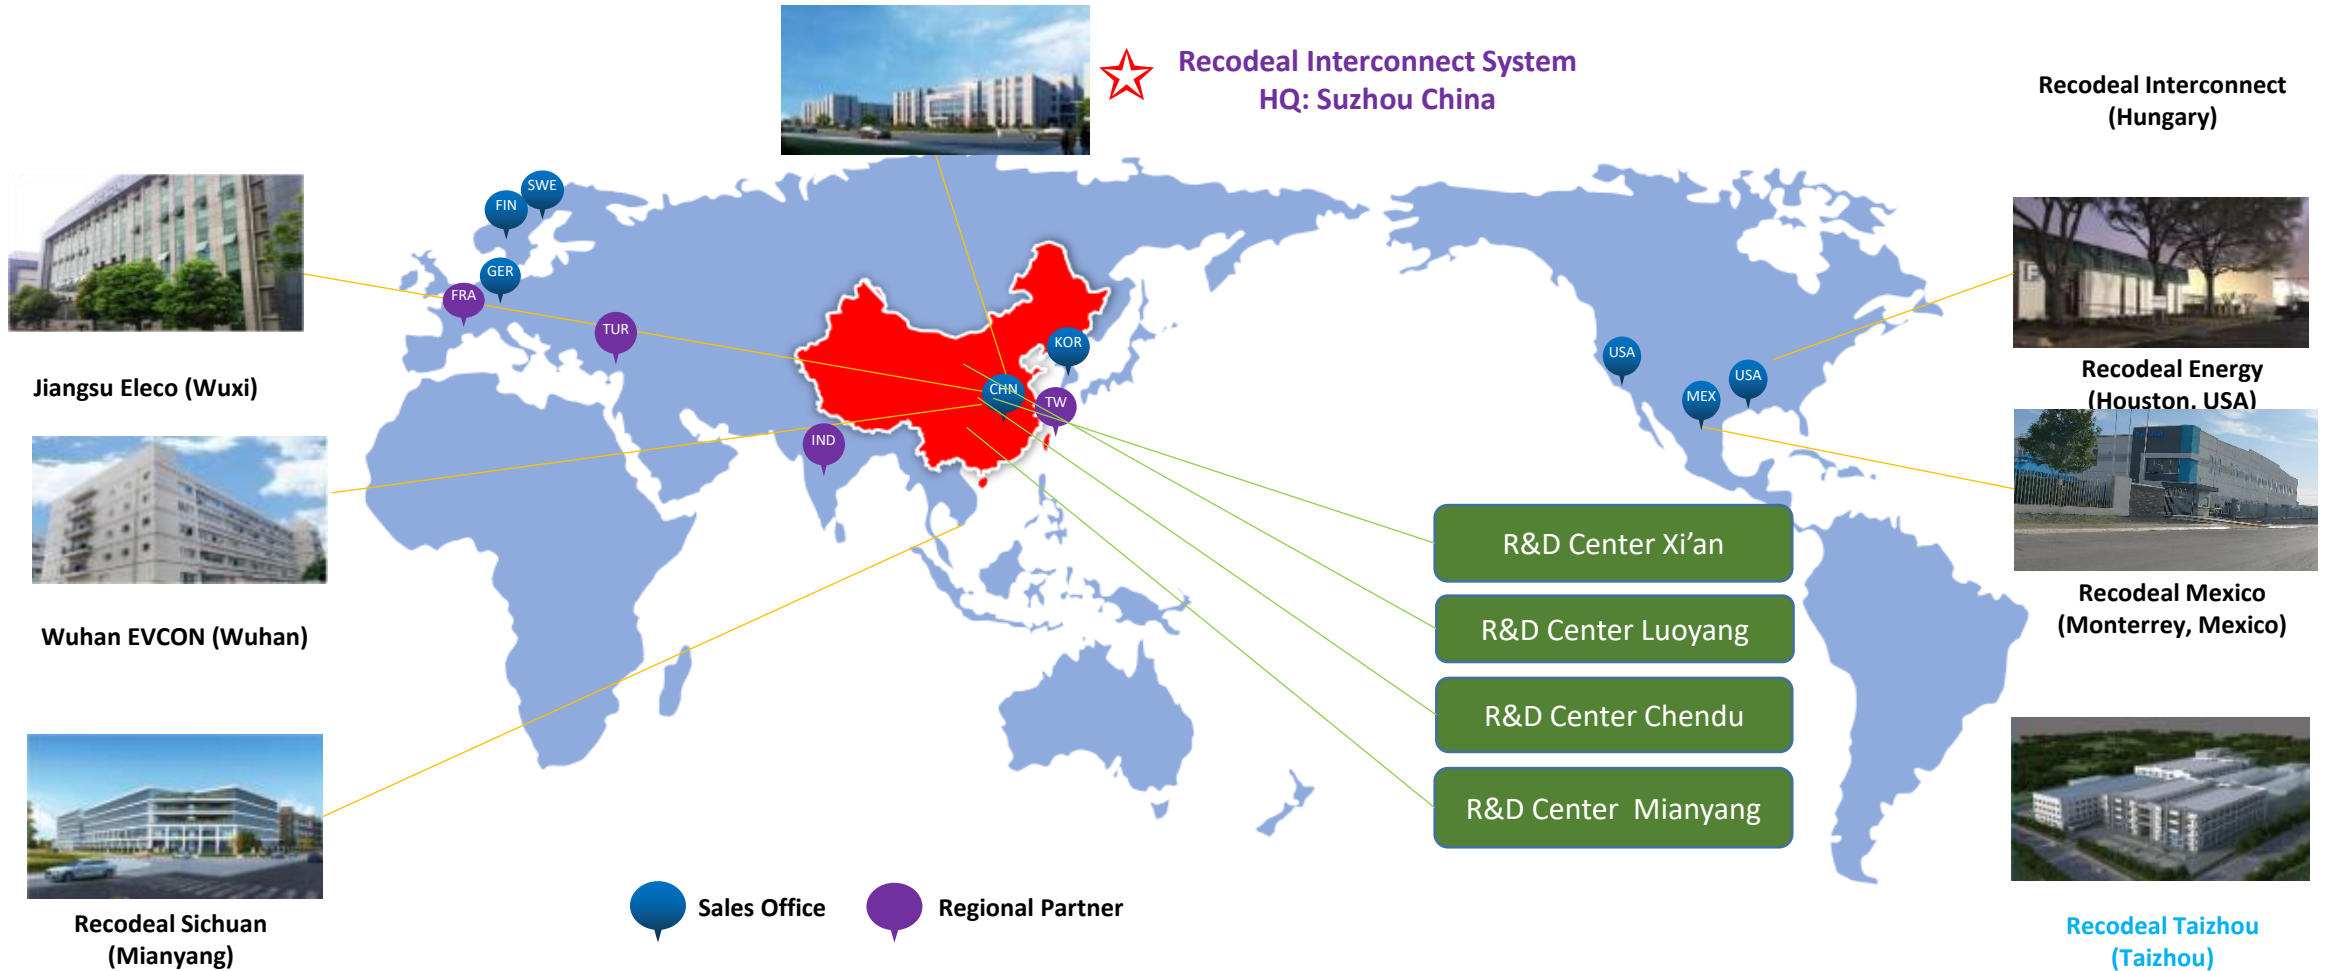 Recodeal Interconnect System
HQ: Suzhou China
Recodeal Interconnect
(Hungary)
SWE
FIN
GER
FRA
TUR
KOR
CHN
TW
IND
USA
USA
MEX
Jiangsu Eleco (Wuxi)
Recodeal Energy
(Houston, USA)
Wuhan EVCON (Wuhan)
R&D Center Xi’an
R&D Center Luoyang
R&D Center Chendu
R&D Center  Mianyang
Recodeal Mexico
(Monterrey, Mexico)
Recodeal Sichuan
(Mianyang)
Sales Office
Regional Partner
Recodeal Taizhou
(Taizhou)